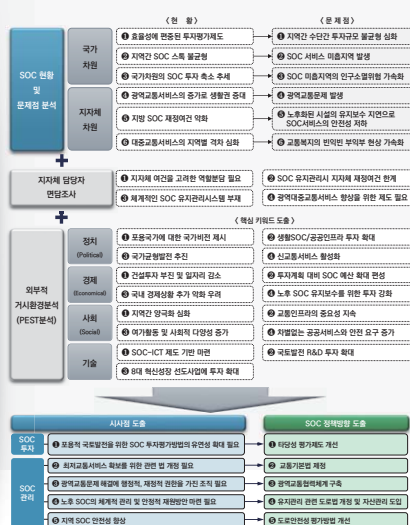 〈 현 황 〉
〈 문 제 점 〉
SOC 현황
및
문제점 분석
국가
차원
❶ 효율성에 편중된 투자평가제도
❶ 지역간 수단간 투자규모 불균형 심화
❷ 지역간 SOC 스톡 불균형
❷ SOC 서비스 미흡지역 발생
❸ 국가차원의 SOC 투자 축소 추세
❸ SOC 미흡지역의 인구소멸위험 가속화
지자체
차원
❹ 광역교통서비스의 증가로 생활권 증대
❹ 광역교통문제 발생
❺ 지방 SOC 재정여건 악화
❺ 노후화된 시설의 유지보수 지연으로
SOC서비스의 안전성 저하
❻ 대중교통서비스의 지역별 격차 심화
❻ 교통복지의 빈익빈 부익부 현상 가속화
지자체 담당자
면담조사
❶ 지자체 여건을 고려한 역할분담 필요
❷ SOC 유지관리시 지자체 재정여건 한계
❸ 체계적인 SOC 유지관리시스템 부재
❹ 광역대중교통서비스 향상을 위한 제도 필요
〈 핵심 키워드 도출 〉
외부적
거시환경분석
(PEST분석)
정치
(Political)
❶ 포용국가에 대한 국가비전 제시
❷ 생활SOC/공공인프라 투자 확대
❸ 국가균형발전 추진
❹ 신교통서비스 활성화
경제
(Economical)
❶ 건설투자 부진 및 일자리 감소
❷ 투자계획 대비 SOC 예산 확대 편성
❸ 국내 경제상황 추가 악화 우려
❹ 노후 SOC 유지보수를 위한 투자 강화
사회
(Social)
❶ 지역간 양극화 심화
❷ 교통인프라의 중요성 지속
❸ 여가활동 및 사회적 다양성 증가
❹ 차별없는 공공서비스와 안전 요구 증가
기술
❶ SOC-ICT 제도 기반 마련
❷ 국토발전 R&D 투자 확대
❸ 8대 혁신성장 선도사업에 투자 확대
시사점 도출
SOC 정책방향 도출
SOC
투자
❶ 포용적 국토발전을 위한 SOC 투자평가방법의 유연성 확대 필요
❶ 타당성 평가제도 개선
SOC
관리
❷ 최저교통서비스 확보를 위한 관련 법 개정 필요
❷ 교통기본법 제정
❸ 광역교통문제 해결에 행정적, 재정적 권한을 가진 조직 필요
❸ 광역교통협력체계 구축
❹ 노후 SOC의 체계적 관리 및 안정적 재원방안 마련 필요
❹ 유지관리 관련 도로법 개정 및 자산관리 도입
❺ 지역 SOC 안전성 향상
❺ 도로안전성 평가방법 개선